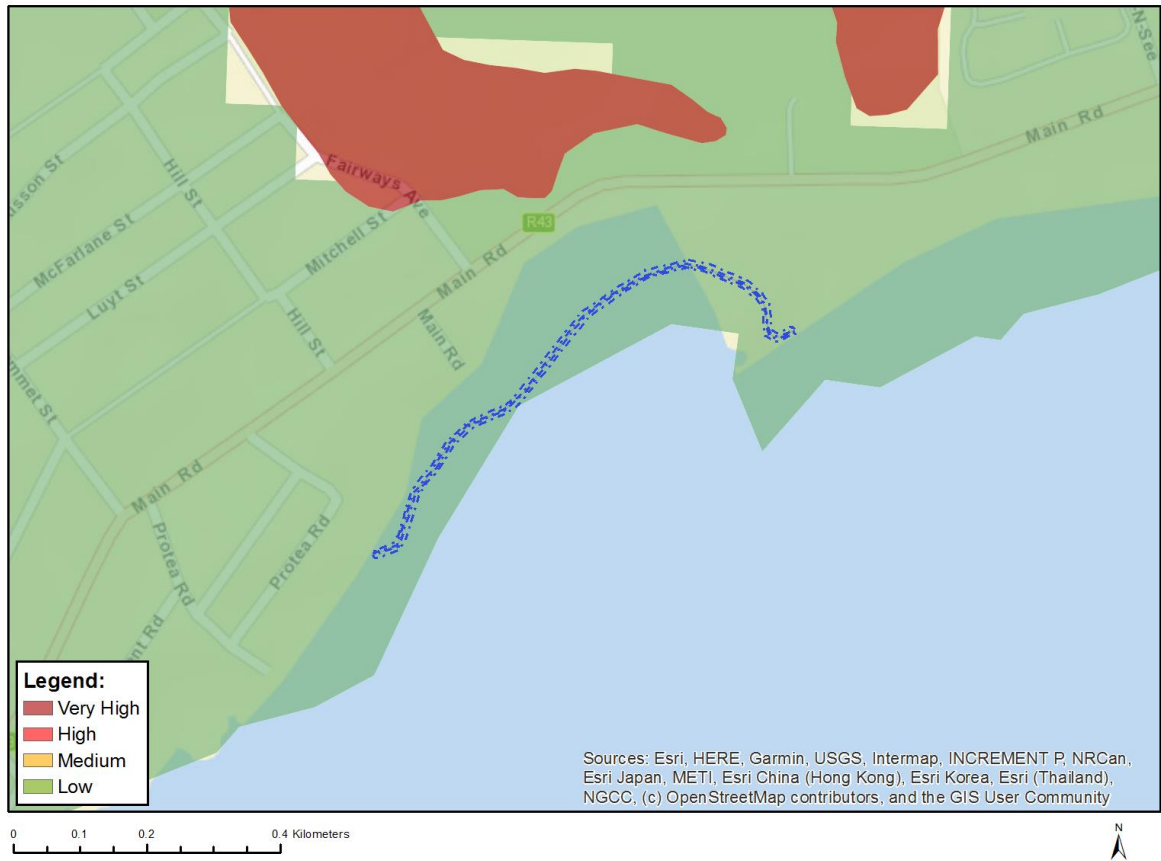 N-See
Main Rd
Fairways Ave
Hill St
McFarlane St
Mitchell St
R43
Main Rd
Luyt St
Hill St
Main Rd
Main Rd
Protea Rd
Protea Rd
Legend:
Very High
High
Medium
Low
Sources: Esri, HERE, Garmin, USGS, Intermap, INCREMENT P, NRCan,
Esri Japan, METI, Esri China (Hong Kong), Esri Korea, Esri (Thailand),
NGCC, (c) OpenStreetMap contributors, and the GIS User Community
0 0.1 0.2 0.4 Kilometers
N